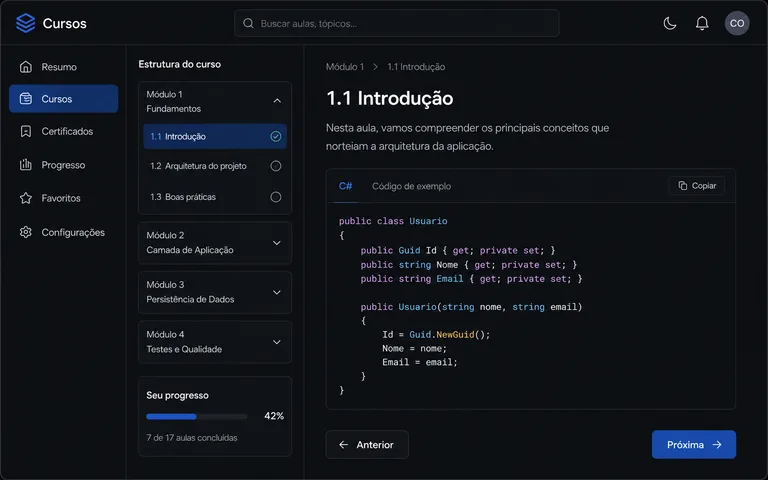 Cursos
Buscar aulas, tópicos...
CO
Resumo
Cursos
Certificados
Progresso
Favoritos
Configurações
Estrutura do curso
Módulo 1
Fundamentos
1.1 Introdução
1.2 Arquitetura do projeto
1.3 Boas práticas
Módulo 2
Camada de Aplicação
Módulo 3
Persistência de Dados
Módulo 4
Testes e Qualidade
Seu progresso
42%
7 de 17 aulas concluídas
Módulo 1 > 1.1 Introdução
1.1 Introdução
Nesta aula, vamos compreender os principais conceitos que
norteiam a arquitetura da aplicação.
C# Código de exemplo Copiar
public class Usuario
{
    public Guid Id { get; private set; }
    public string Nome { get; private set; }
    public string Email { get; private set; }

    public Usuario(string nome, string email)
    {
        Id = Guid.NewGuid();
        Nome = nome;
        Email = email;
    }
}
← Anterior
Próxima →